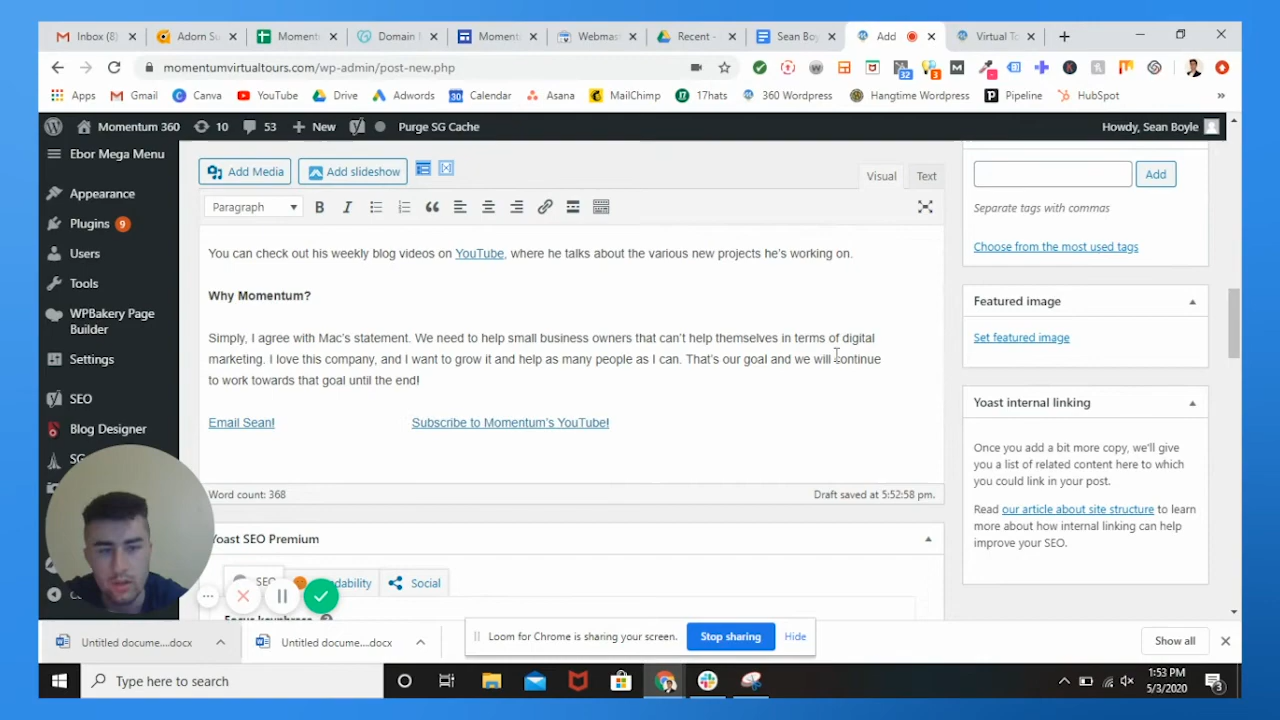 Inbox (8)
Adorn Su
Moment
Domain I
Moment
Webmas
Recent -
Sean Boy
Add
Virtual To
momentumvirtualtours.com/wp-admin/post-new.php
32
3
Apps
Gmail
Canva
YouTube
Drive
Adwords
30
Calendar
Asana
MailChimp
17
17hats
360 Wordpress
Hangtime Wordpress
Pipeline
HubSpot
»
Momentum 360
10
53
New
Purge SG Cache
Howdy, Sean Boyle
Ebor Mega Menu
Appearance
Plugins 9
Users
Tools
WPBakery Page
Builder
Settings
SEO
Blog Designer
SG
Add Media
Add slideshow
Visual
Text
Paragraph
You can check out his weekly blog videos on YouTube, where he talks about the various new projects he's working on.
Why Momentum?
Simply, I agree with Mac's statement. We need to help small business owners that can't help themselves in terms of digital
marketing. I love this company, and I want to grow it and help as many people as I can. That's our goal and we will continue
to work towards that goal until the end!
Email Sean!
Subscribe to Momentum's YouTube!
Word count: 368
Draft saved at 5:52:58 pm.
Yoast SEO Premium
SEO
dability
Social
Focus keyphrase
Add
Separate tags with commas
Choose from the most used tags
Featured image
Set featured image
Yoast internal linking
Once you add a bit more copy, we'll give
you a list of related content here to which
you could link in your post.
Read our article about site structure to learn
more about how internal linking can help
improve your SEO.
Loom for Chrome is sharing your screen.
Stop sharing
Hide
Untitled docume....docx
Untitled docume....docx
Show all
Type here to search
1:53 PM
5/3/2020
3